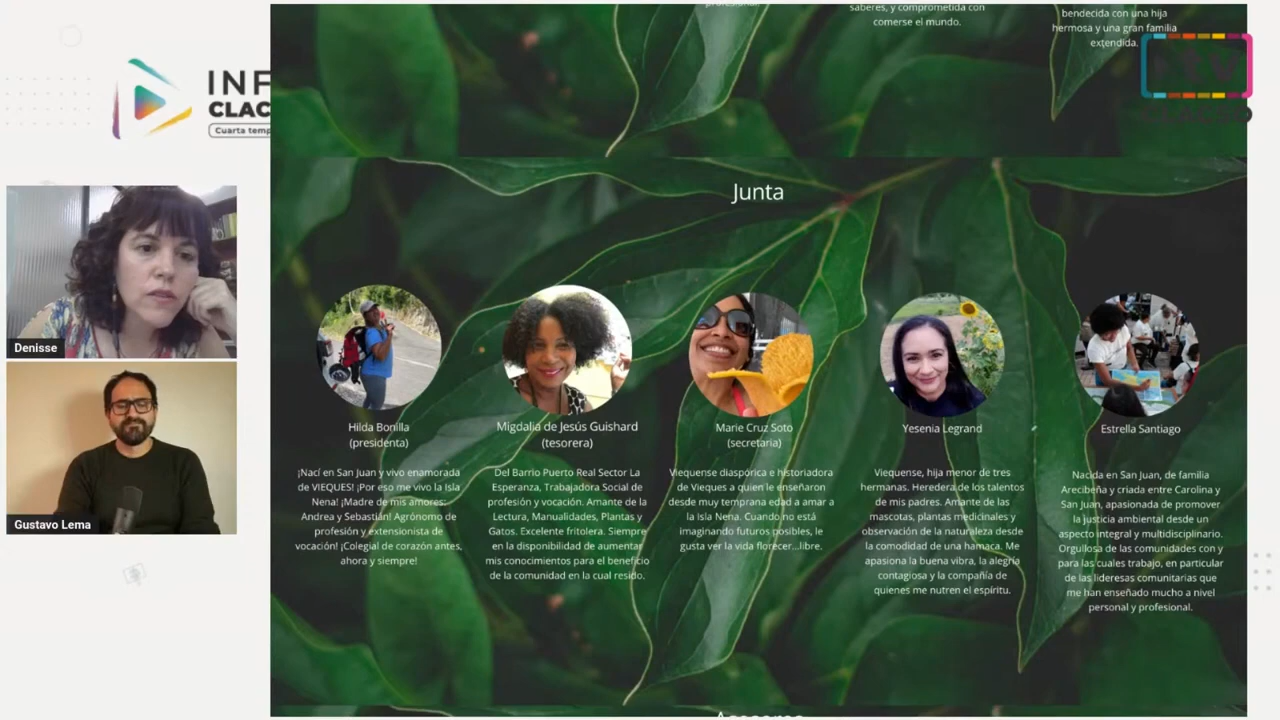 saberes, y comprometida con
comerse el mundo.
bendecida con una hija
hermosa y una gran familia
extendida.
INF
CLAC
Cuarta temp
tv
CLACSO
Junta
Denisse
Gustavo Lema
Hilda Bonilla
(presidenta)
¡Nací en San Juan y vivo enamorada
de VIEQUES! ¡Por eso me vivo la Isla
Nena! ¡Madre de mis amores:
Andrea y Sebastián! Agrónomo de
profesión y extensionista de
vocación! ¡Colegial de corazón antes,
ahora y siempre!
Migdalia de Jesús Guishard
(tesorera)
Del Barrio Puerto Real Sector La
Esperanza, Trabajadora Social de
profesión y vocación. Amante de la
Lectura, Manualidades, Plantas y
Gatos. Excelente fritolera. Siempre
en la disponibilidad de aumentar
mis conocimientos para el beneficio
de la comunidad en la cual resido.
Marie Cruz Soto
(secretaria)
Viequense diaspórica e historiadora
de Vieques a quien le enseñaron
desde muy temprana edad a amar a
la Isla Nena. Cuando no está
imaginando futuros posibles, le
gusta ver la vida florecer...libre.
Yesenia Legrand
Viequense, hija menor de tres
hermanas. Heredera de los talentos
de mis padres. Amante de las
mascotas, plantas medicinales y
observación de la naturaleza desde
la comodidad de una hamaca. Me
apasiona la buena vibra, la alegría
contagiosa y la compañía de
quienes me nutren el espíritu.
Estrella Santiago
Nacida en San Juan, de familia
Arecibeña y criada entre Carolina y
San Juan, apasionada de promover
la justicia ambiental desde un
aspecto integral y multidisciplinario.
Orgullosa de las comunidades con y
para las cuales trabajo, en particular
de las lideresas comunitarias que
me han enseñado mucho a nivel
personal y profesional.